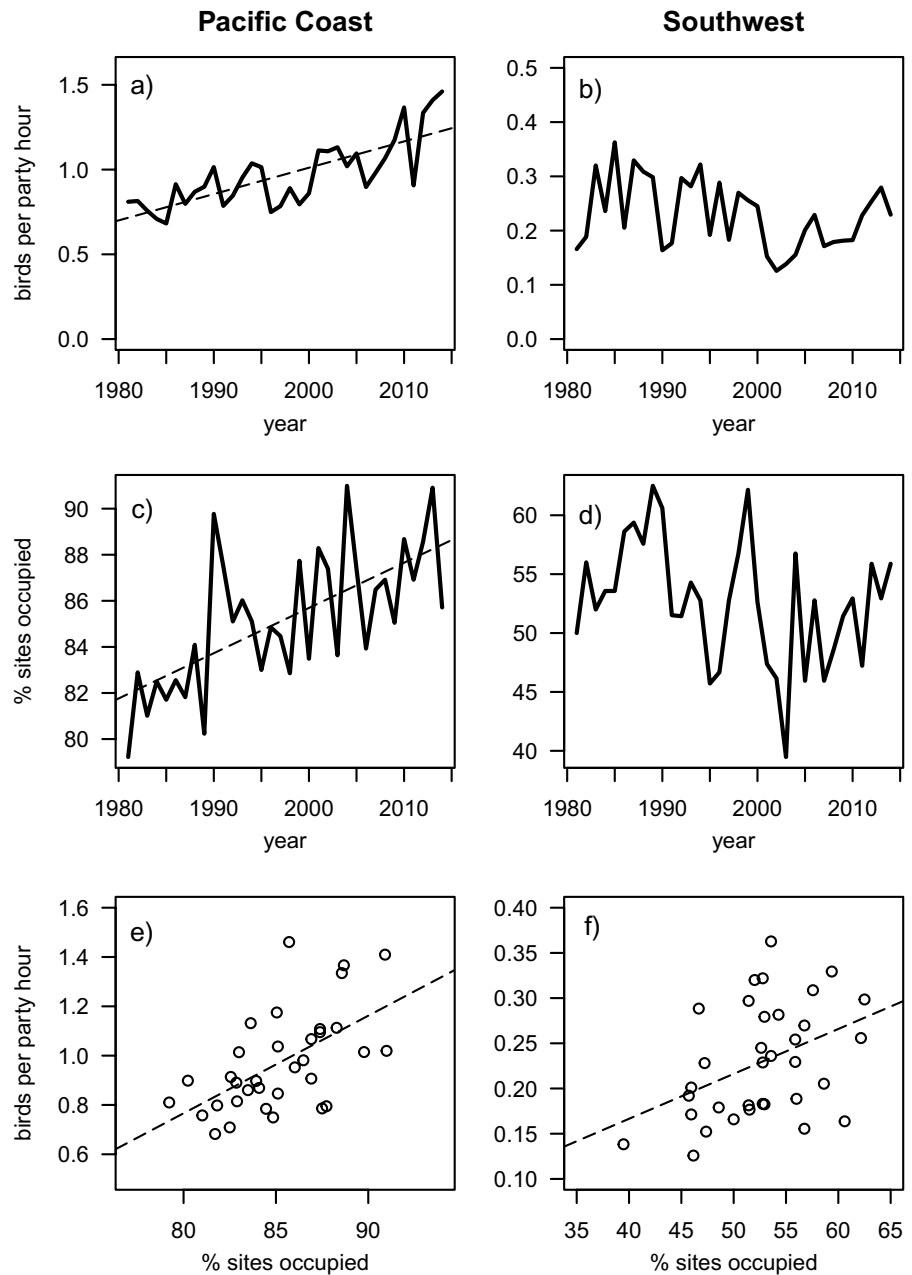 Pacific Coast
Southwest
a)
birds per party hour
1.5
1.0
0.5
0.0
1980 1990 2000 2010
year
b)
0.5
0.4
0.3
0.2
0.1
0.0
1980 1990 2000 2010
year
c)
% sites occupied
90
88
86
84
82
80
1980 1990 2000 2010
year
d)
60
55
50
45
40
1980 1990 2000 2010
year
e)
birds per party hour
1.6
1.4
1.2
1.0
0.8
0.6
80 85 90
% sites occupied
f)
0.40
0.35
0.30
0.25
0.20
0.15
0.10
35 40 45 50 55 60 65
% sites occupied